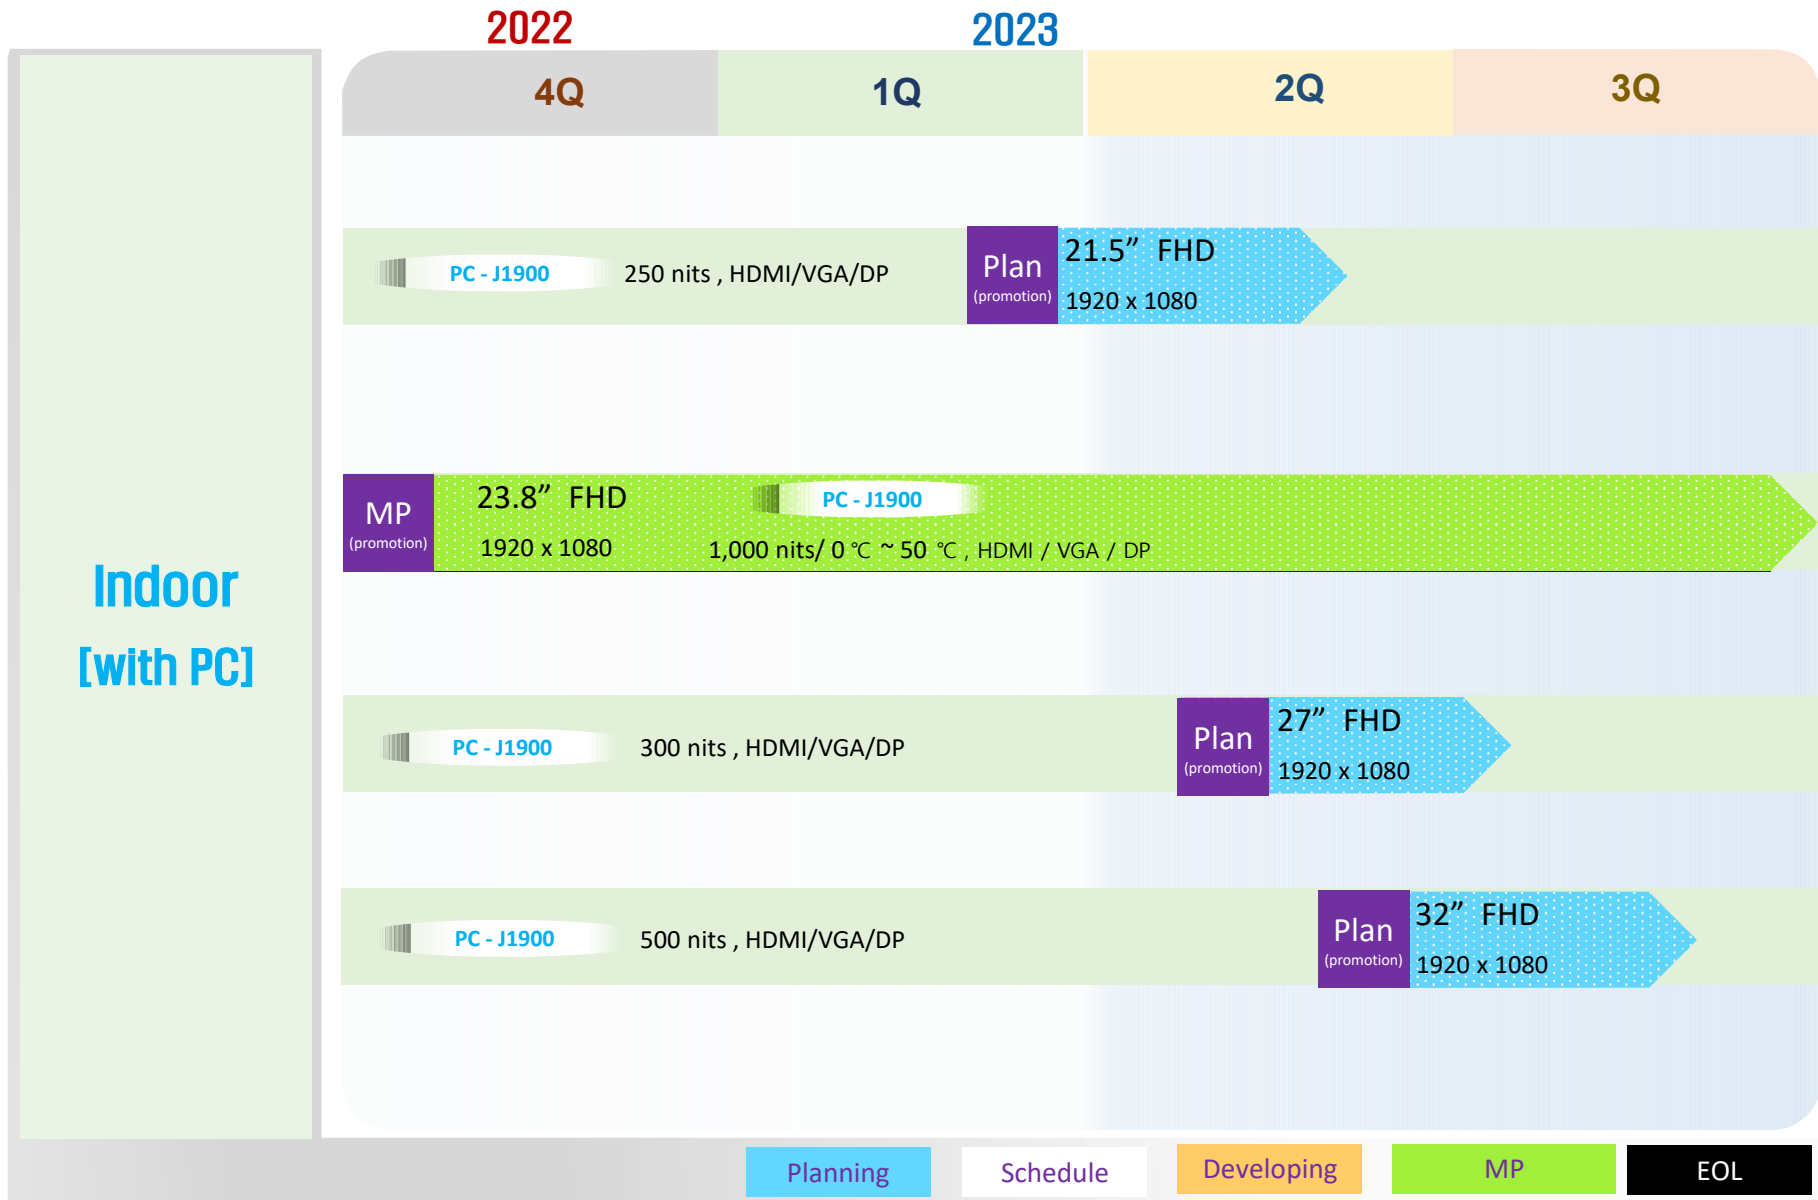 2022
2023
4Q
1Q
2Q
3Q
Indoor
[with PC]
PC - J1900
250 nits , HDMI/VGA/DP
Plan
(promotion)
21.5” FHD
1920 x 1080
MP
(promotion)
23.8” FHD
1920 x 1080
PC - J1900
1,000 nits/ 0 ℃ ~ 50 ℃ , HDMI / VGA / DP
PC - J1900
300 nits , HDMI/VGA/DP
Plan
(promotion)
27” FHD
1920 x 1080
PC - J1900
500 nits , HDMI/VGA/DP
Plan
(promotion)
32” FHD
1920 x 1080
Planning
Schedule
Developing
MP
EOL